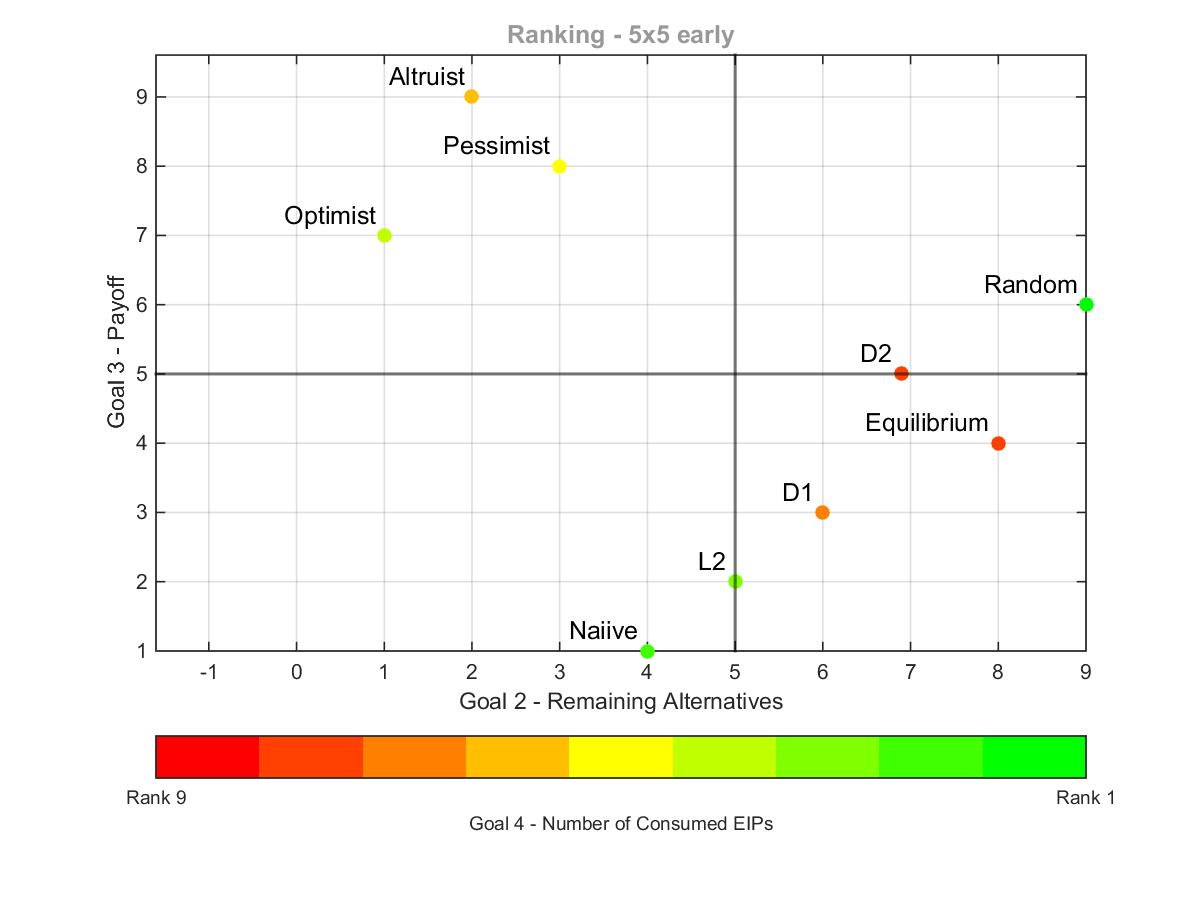 Ranking - 5x5 early
Altruist
9
Pessimist
8
Optimist
7
Random
6
D2
5
Equilibrium
4
D1
3
L2
2
Naiive
1
Goal 3 - Payoff
-1 0 1 2 3 4 5 6 7 8 9
Goal 2 - Remaining Alternatives
Rank 9 Rank 1
Goal 4 - Number of Consumed EIPs